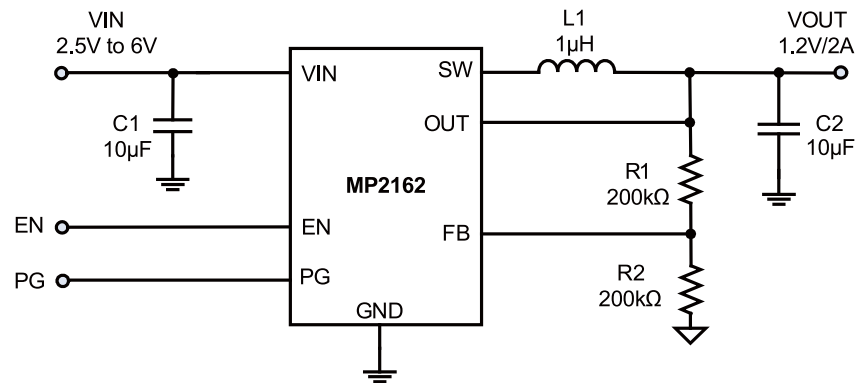 VIN
2.5V to 6V
L1
1µH
VOUT
1.2V/2A
VIN
SW
C1
10µF
OUT
C2
10µF
MP2162
R1
200kΩ
EN
EN
FB
PG
PG
R2
200kΩ
GND